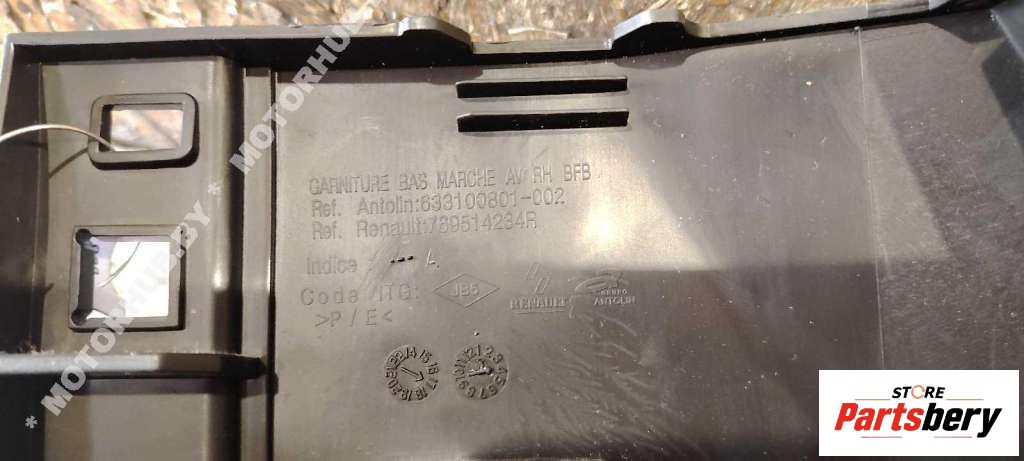 GARNITURE BAS MARCHE AV RH BFB
Ref. Antolin:633100801-002
Ref. Renault:769514234R
Indice : -- A
Code ITG: JB5
RENAULT
GRUPO ANTOLIN
>P / E<
* MOTORHUB.BY * MOTORHUB
STORE
Partsbery